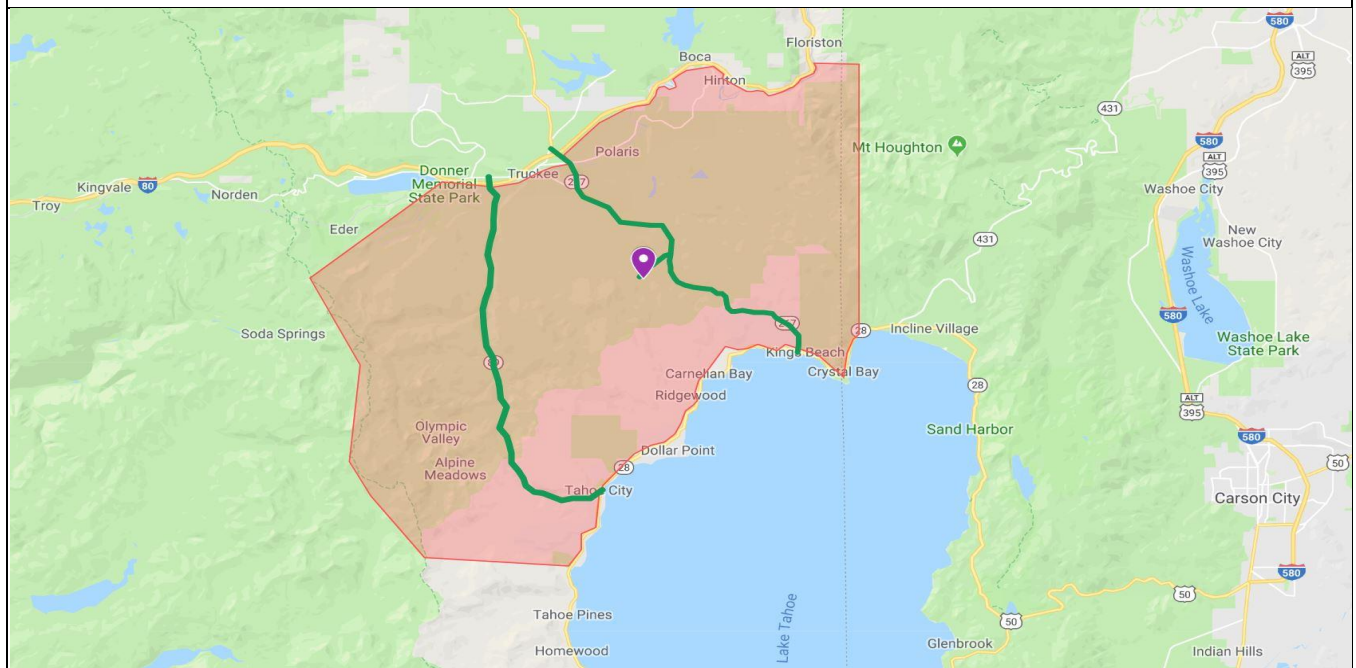 580
ALT
395
Floriston
Boca
Hinton
431
Mt Houghton
580
ALT
395
Polaris
Truckee
267
Donner
Memorial
State Park
Kingvale
80
Norden
Troy
Washoe City
Eder
New
Washoe City
431
Washoe Lake
580
Soda Springs
267
28
Incline Village
Washoe Lake
State Park
Kings Beach
89
Carnelian Bay
Crystal Bay
Ridgewood
28
ALT
395
Olympic
Valley
Sand Harbor
580
Dollar Point
50
Alpine
Meadows
28
Tahoe City
Carson City
580
50
Tahoe Pines
50
Lake Tahoe
Homewood
Glenbrook
Indian Hills